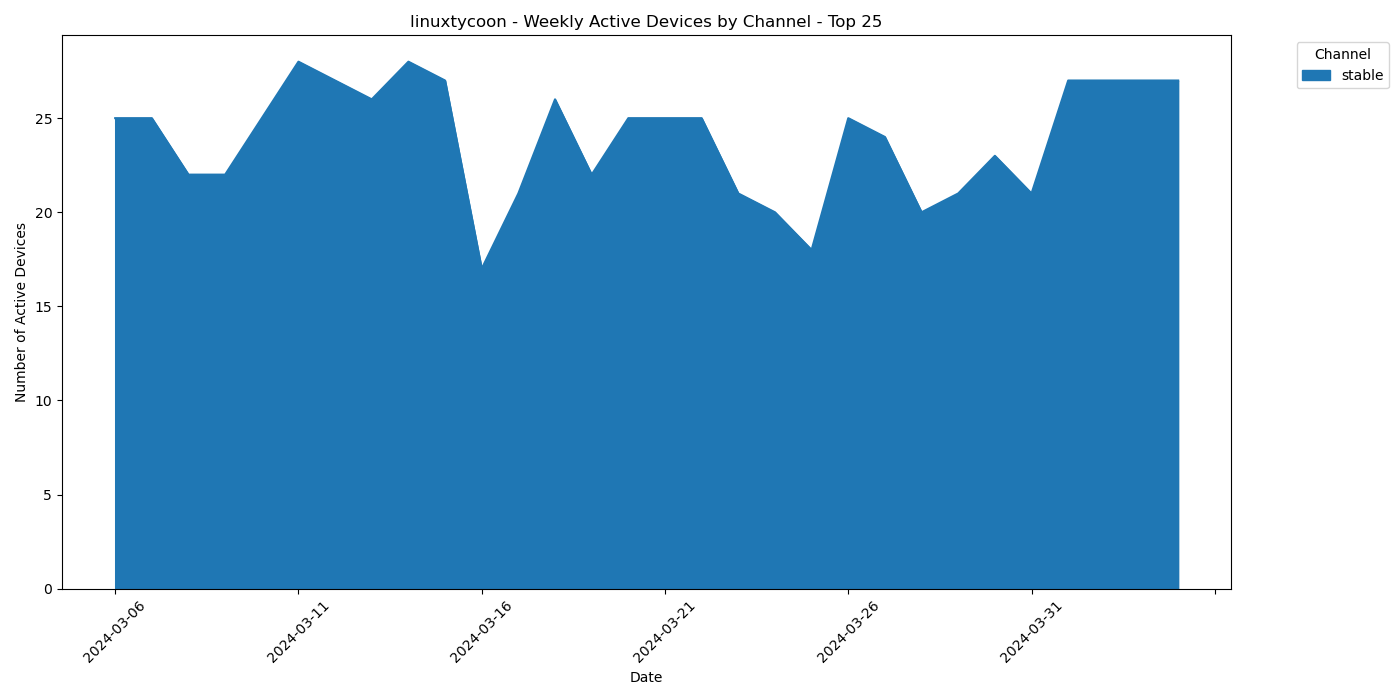 linuxtycoon - Weekly Active Devices by Channel - Top 25
Channel
stable
Number of Active Devices
25
20
15
10
5
0
2024-03-06
2024-03-11
2024-03-16
2024-03-21
2024-03-26
2024-03-31
Date